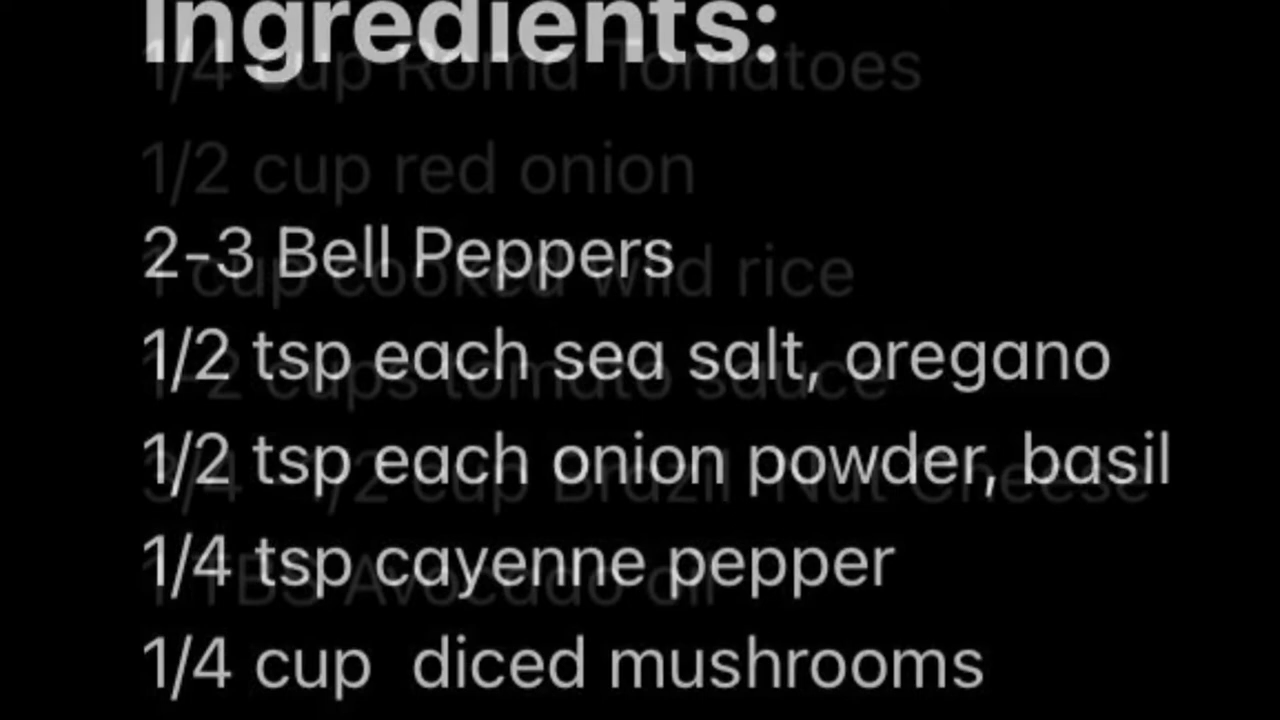 Ingredients:
1/4 cup Roma Tomatoes
1/2 cup red onion
2-3 Bell Peppers
1 cup cooked wild rice
1/2 tsp each sea salt, oregano
cups tomato sauce
1/2 tsp each onion powder, basil
3/4 1/2 cup Brazil Nut Cheese
1/4 tsp cayenne pepper
1 TBS Avocado oil
1/4 cup diced mushrooms